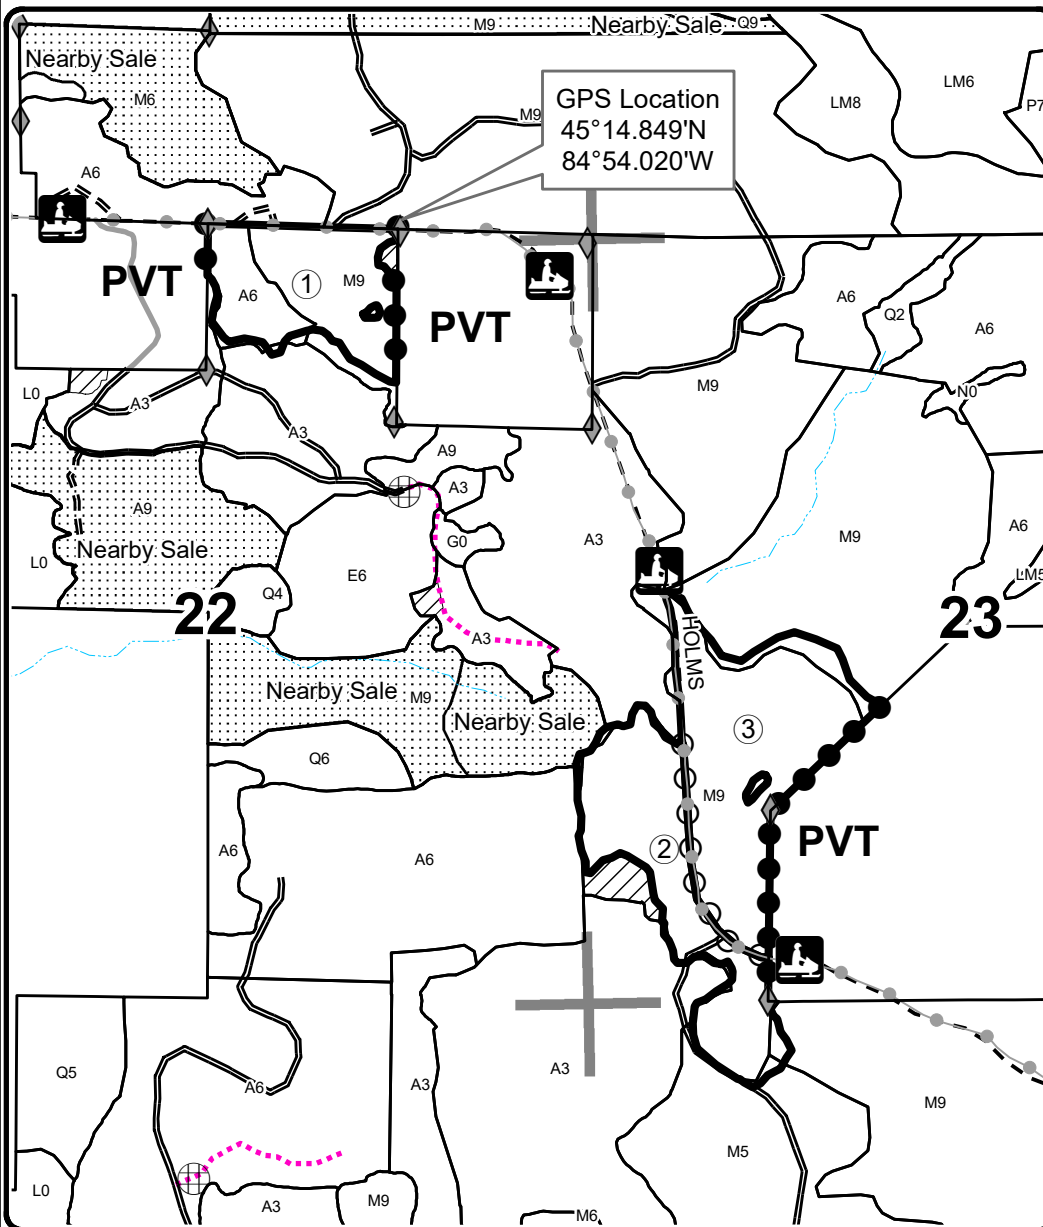 M9
Nearby Sale
Q9
Nearby Sale
M6
LM6
LM8
P7
GPS Location
45°14.849'N
84°54.020'W
M9
A6
PVT
1
M9
A6
PVT
A6
Q2
A6
M9
N0
L0
A3
A3
A9
A3
A9
Nearby Sale
G0
A3
M9
A6
L0
E6
LM5
Q4
22
23
A3
HOLMS
Nearby Sale
M9
Nearby Sale
3
Q6
M9
PVT
2
A6
A6
Q5
A6
A3
A3
M9
M5
L0
A3
M9
M6